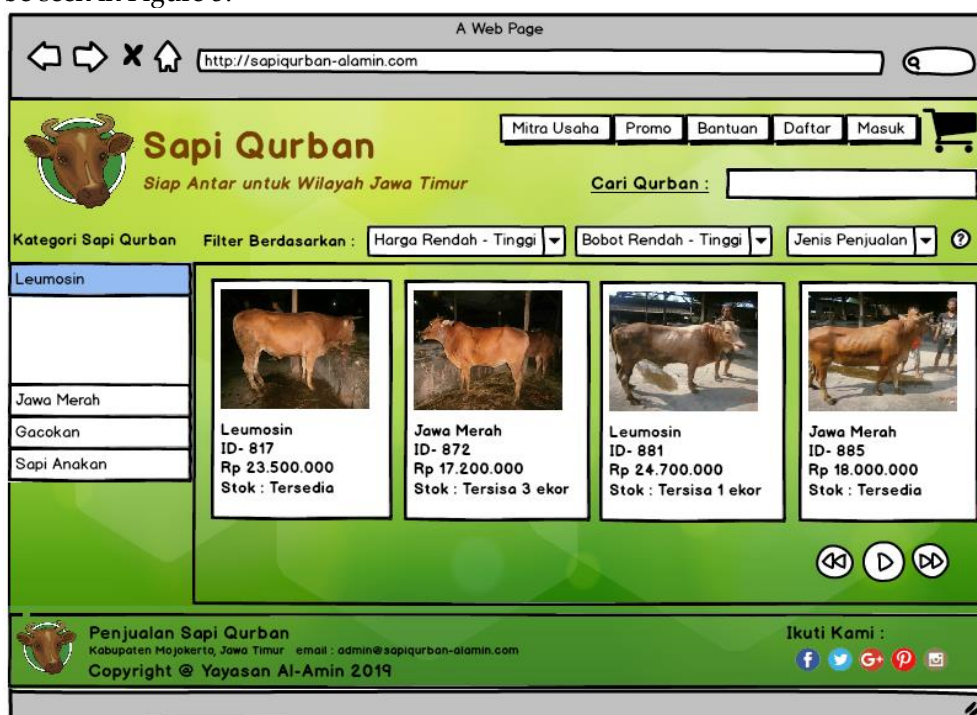 A Web Page
http://sapiqurban-alamin.com
Sapi Qurban
Siap Antar untuk Wilayah Jawa Timur
Mitra Usaha
Promo
Bantuan
Daftar
Masuk
Cari Qurban :
Kategori Sapi Qurban
Filter Berdasarkan :
Harga Rendah - Tinggi
Bobot Rendah - Tinggi
Jenis Penjualan
?
Leumosin
Jawa Merah
Gacokan
Sapi Anakan
Leumosin
ID- 817
Rp 23.500.000
Stok : Tersedia
Jawa Merah
ID- 872
Rp 17.200.000
Stok : Tersisa 3 ekor
Leumosin
ID- 881
Rp 24.700.000
Stok : Tersisa 1 ekor
Jawa Merah
ID- 885
Rp 18.000.000
Stok : Tersedia
Penjualan Sapi Qurban
Kabupaten Mojokerto, Jawa Timur email : admin@sapiqurban-alamin.com
Copyright @ Yayasan Al-Amin 2019
Ikuti Kami :